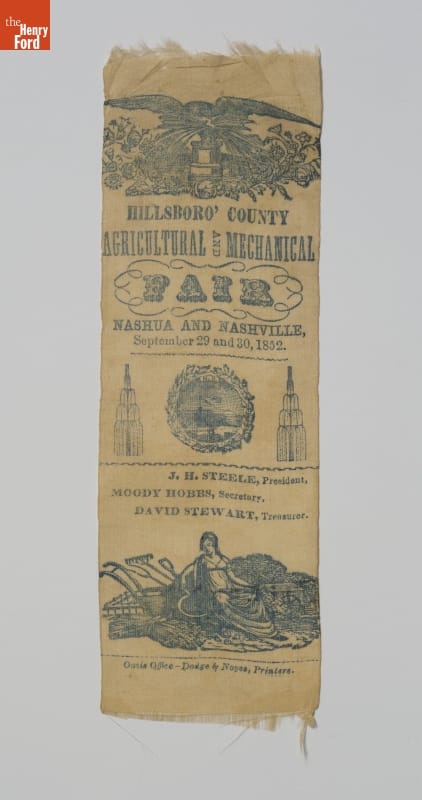 the
Henry
Ford
HILLSBORO' COUNTY
AGRICULTURAL AND MECHANICAL
FAIR
NASHUA AND NASHVILLE,
September 29 and 30, 1852.
J. H. STEELE, President,
MOODY HOBBS, Secretary,
DAVID STEWART, Treasurer.
Oasis Office—Dodge & Noyes, Printers.